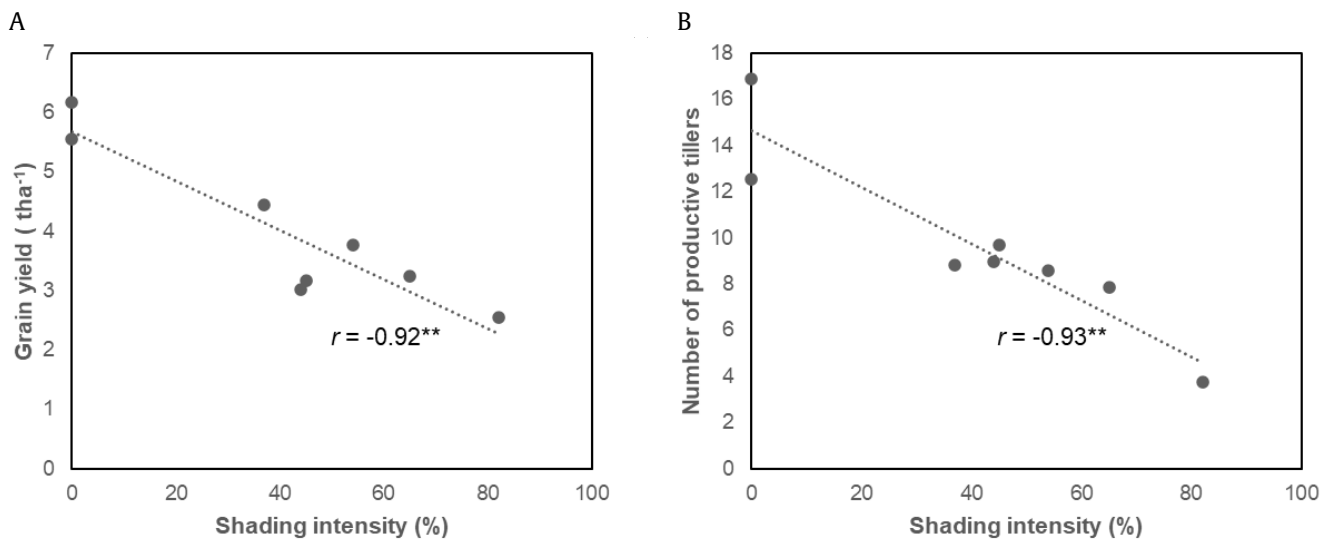 A
7
6
5
4
3
2
1
0
Grain yield ( tha⁻¹)
r = -0.92**
0 20 40 60 80 100
Shading intensity (%)
B
18
16
14
12
10
8
6
4
2
0
Number of productive tillers
r = -0.93**
0 20 40 60 80 100
Shading intensity (%)